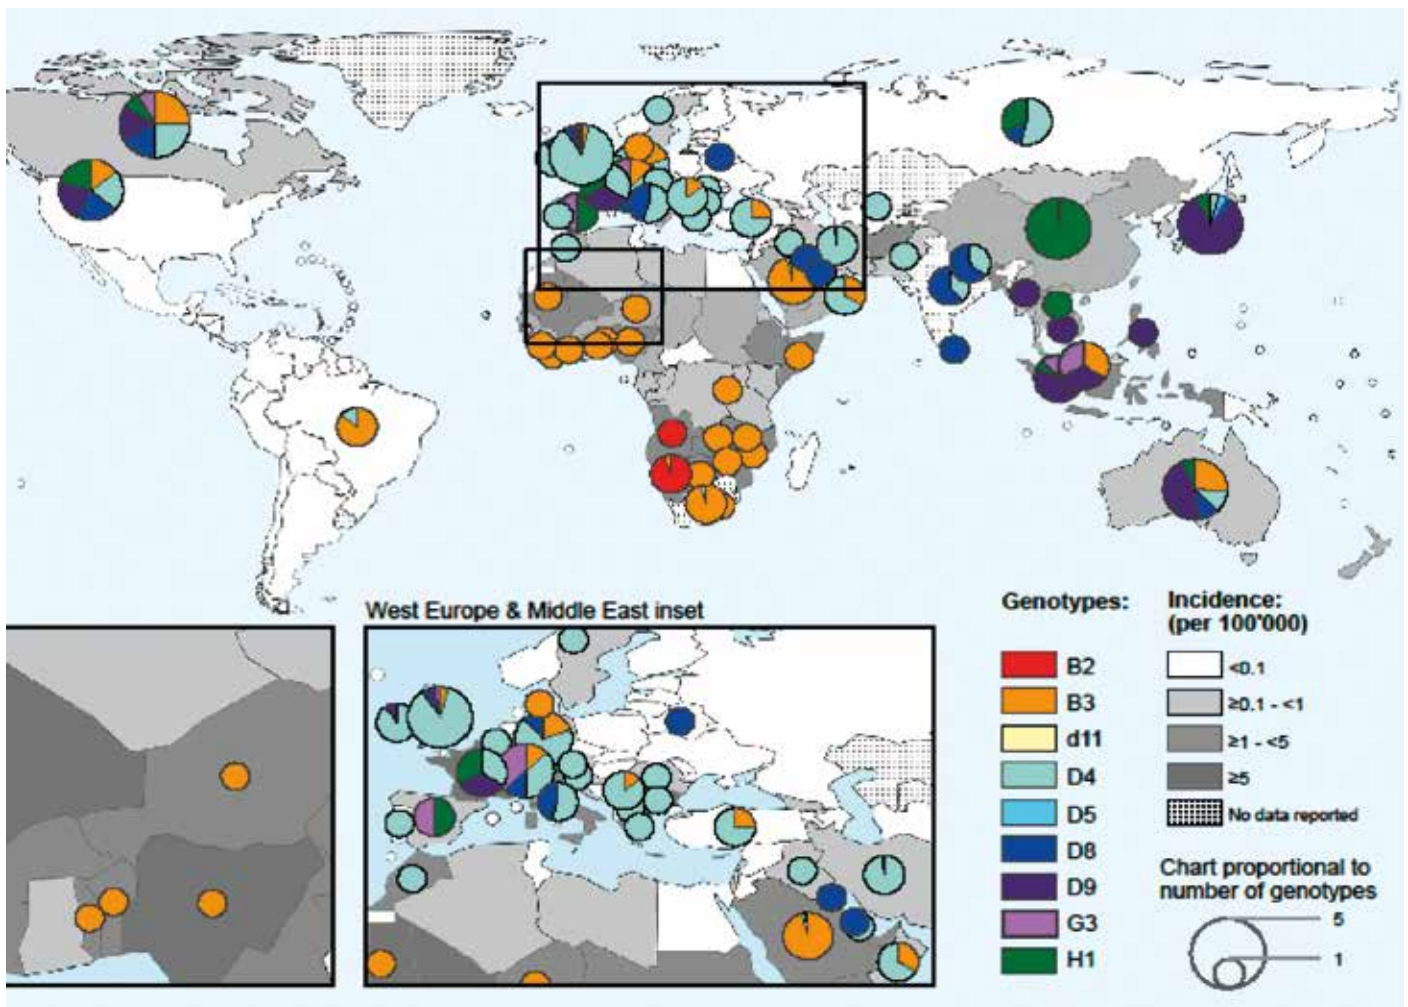 West Europe & Middle East inset
Genotypes:
B2
B3
d11
D4
D5
D8
D9
G3
H1
Incidence:
(per 100'000)
<0.1
≥0.1 - <1
≥1 - <5
≥5
No data reported
Chart proportional to
number of genotypes
5
1